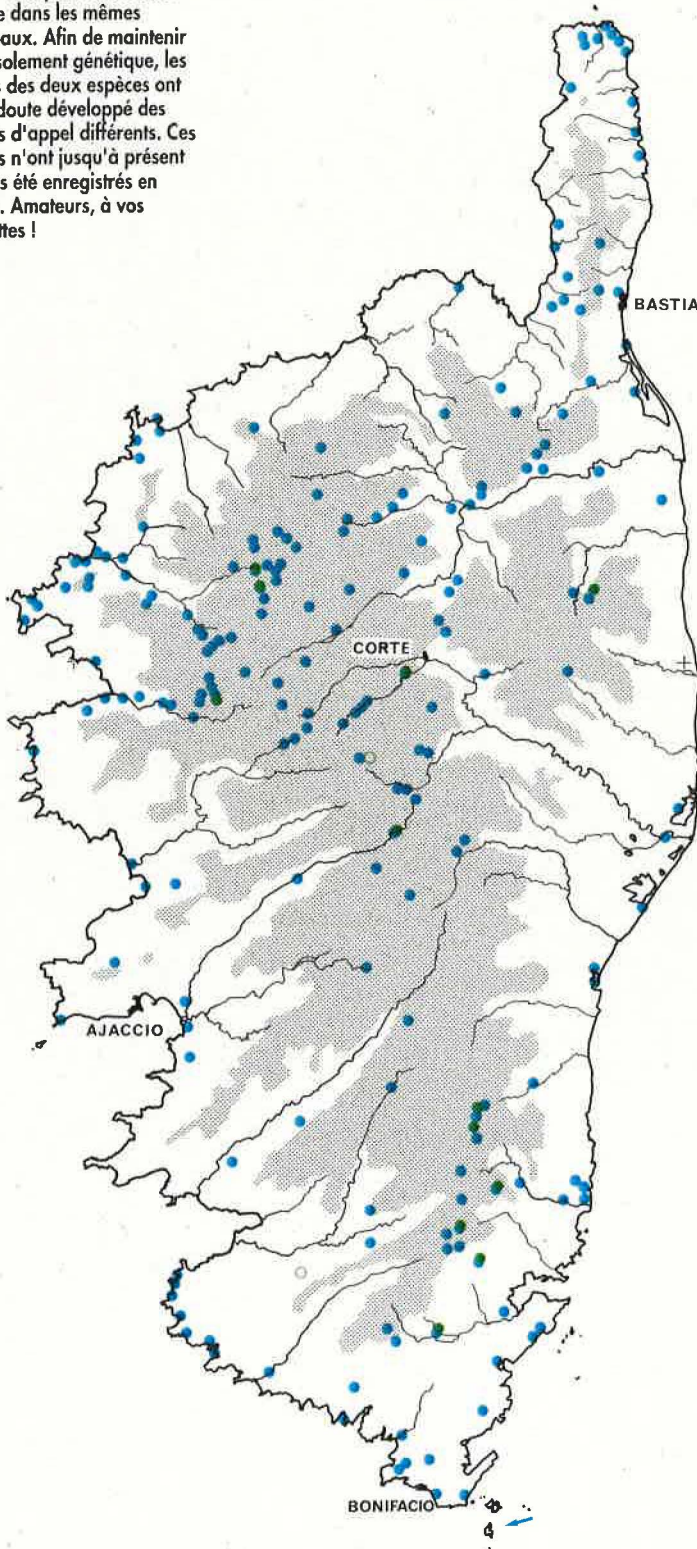 e dans les mêmes
aux. Afin de maintenir
solement génétique, les
s des deux espèces ont
doute développé des
s d'appel différents. Ces
s n'ont jusqu'à présent
s été enregistrés en
. Amateurs, à vos
ttes !
BASTIA
CORTE
AJACCIO
BONIFACIO